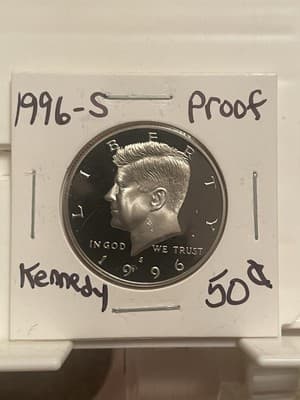 1996-S Proof
LIBERTY
IN GOD WE TRUST
S
1996
Kennedy 50¢